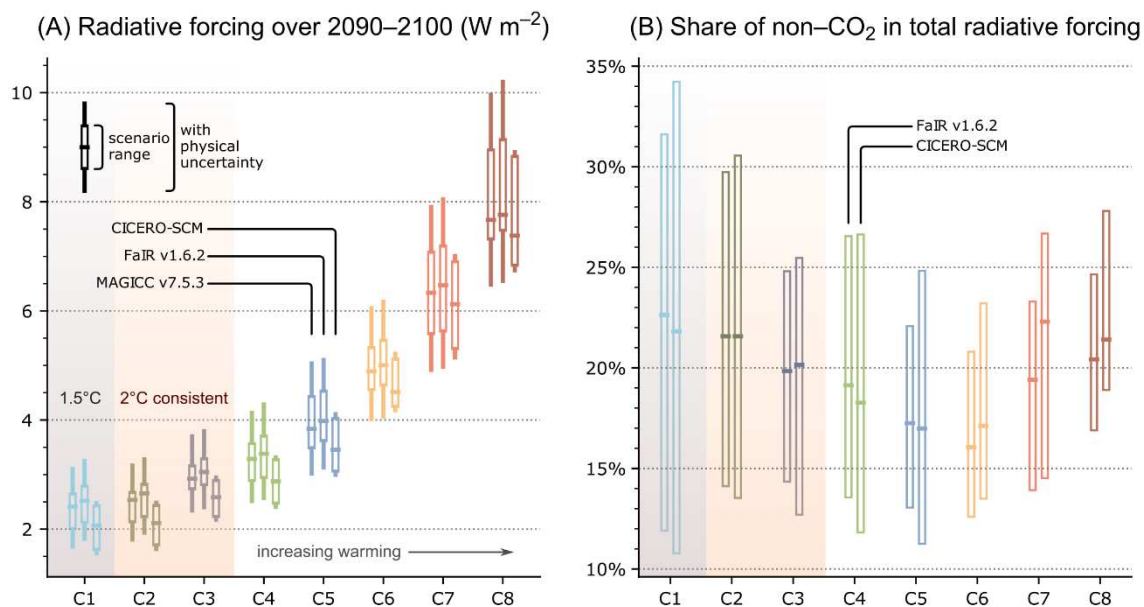 (A) Radiative forcing over 2090–2100 (W m–2)
10
8
6
4
2
scenario
range
with
physical
uncertainty
CICERO-SCM
FaIR v1.6.2
MAGICC v7.5.3
1.5°C
2°C consistent
increasing warming
C1 C2 C3 C4 C5 C6 C7 C8
(B) Share of non–CO2 in total radiative forcing
35%
30%
25%
20%
15%
10%
FaIR v1.6.2
CICERO-SCM
C1 C2 C3 C4 C5 C6 C7 C8